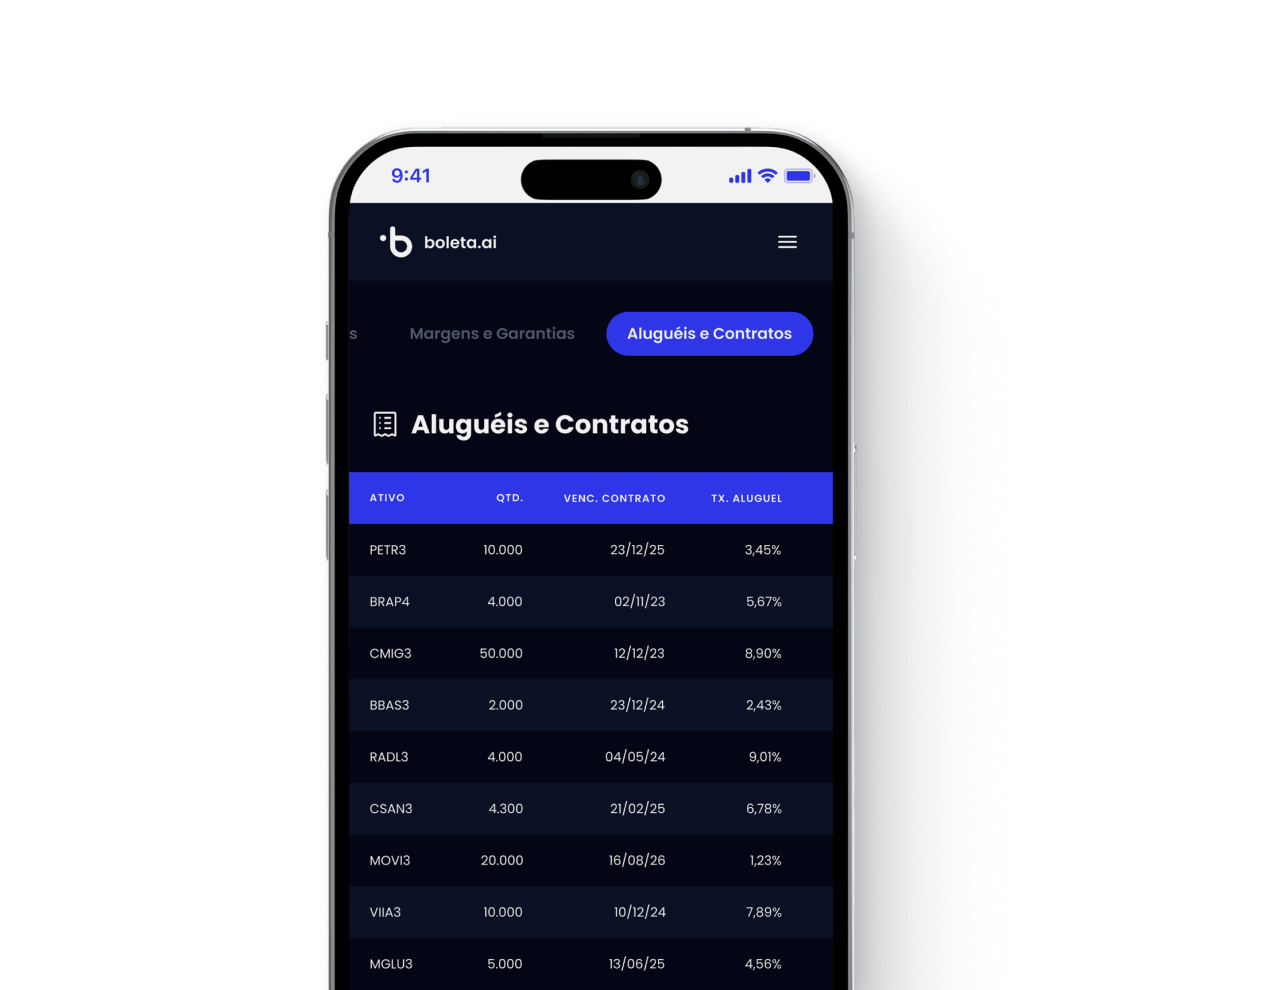 9:41
boleta.ai
s Margens e Garantias Aluguéis e Contratos
Aluguéis e Contratos
ATIVO QTD. VENC. CONTRATO TX. ALUGUEL
PETR3 10.000 23/12/25 3,45%
BRAP4 4.000 02/11/23 5,67%
CMIG3 50.000 12/12/23 8,90%
BBAS3 2.000 23/12/24 2,43%
RADL3 4.000 04/05/24 9,01%
CSAN3 4.300 21/02/25 6,78%
MOVI3 20.000 16/08/26 1,23%
VIIA3 10.000 10/12/24 7,89%
MGLU3 5.000 13/06/25 4,56%